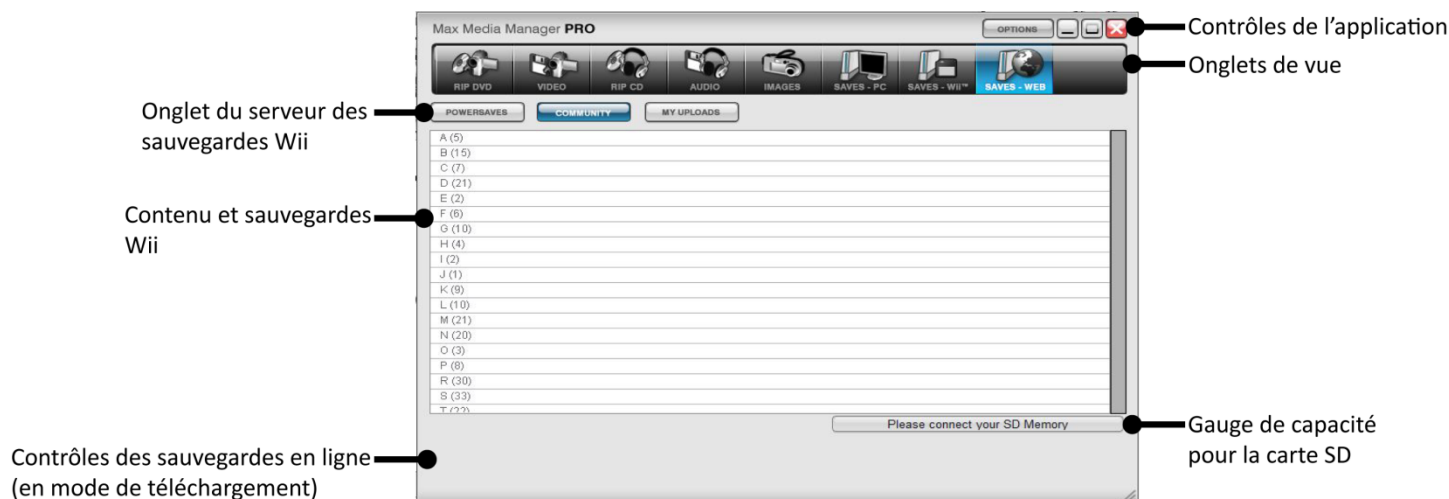 Max Media Manager PRO
OPTIONS
Contrôles de l’application
RIP DVD
VIDEO
RIP CD
AUDIO
IMAGES
SAVES - PC
SAVES - Wii™
SAVES - WEB
Onglets de vue
Onglet du serveur des
sauvegardes Wii
POWERSAVES
COMMUNITY
MY UPLOADS
A (5)
B (15)
C (7)
D (21)
E (2)
Contenu et sauvegardes
Wii
F (6)
G (10)
H (4)
I (2)
J (1)
K (9)
L (10)
M (21)
N (20)
O (3)
P (8)
R (30)
S (33)
T (22)
Please connect your SD Memory
Gauge de capacité
pour la carte SD
Contrôles des sauvegardes en ligne
(en mode de téléchargement)